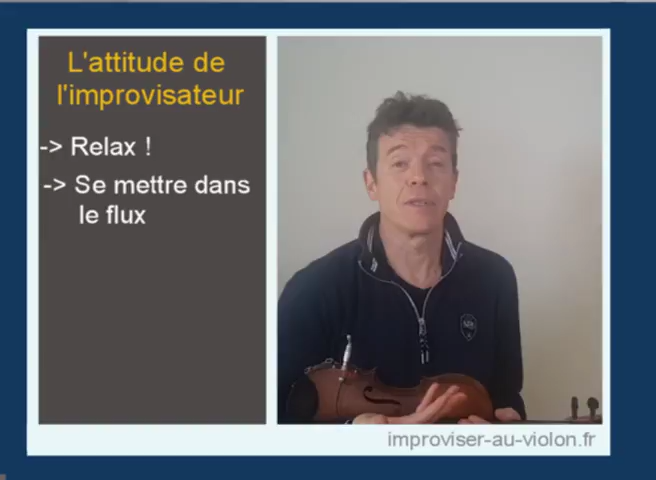 L'attitude de
l'improvisateur
-> Relax !
-> Se mettre dans
le flux
improviser-au-violon.fr